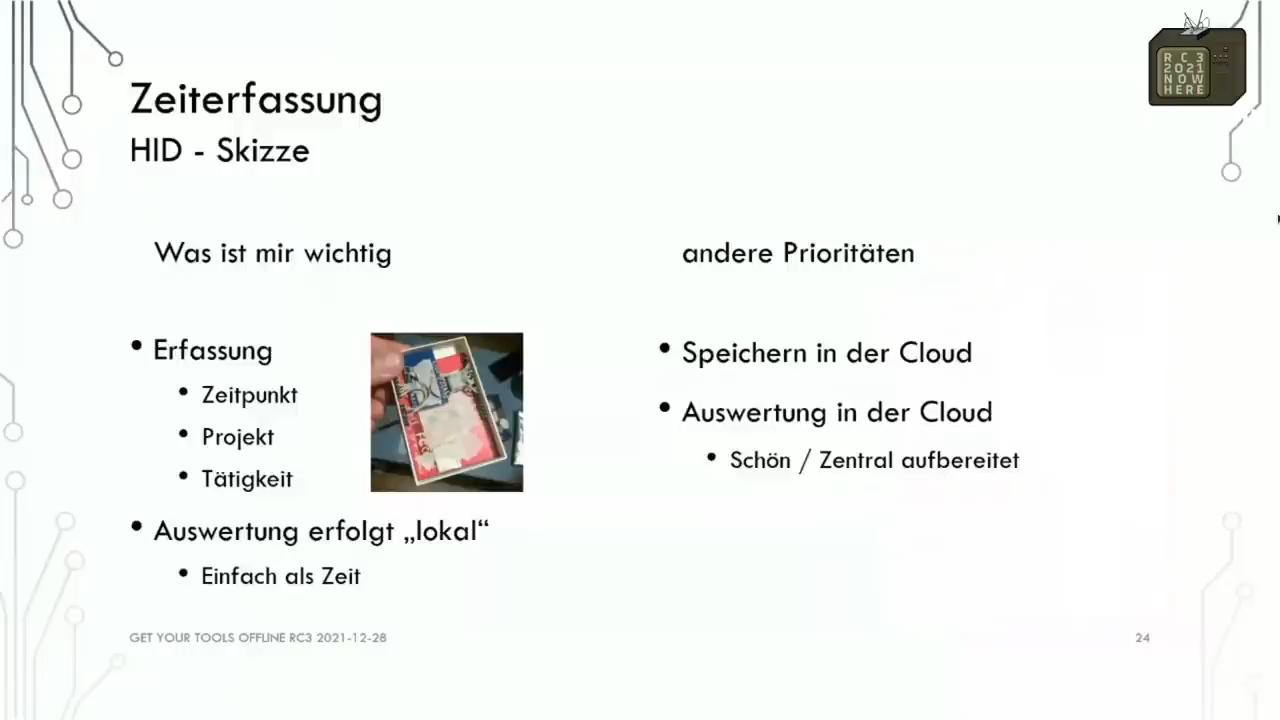 RC3
2021
NOW
HERE
Zeiterfassung
HID - Skizze
Was ist mir wichtig
• Erfassung
• Zeitpunkt
• Projekt
• Tätigkeit
• Auswertung erfolgt „lokal“
• Einfach als Zeit
andere Prioritäten
• Speichern in der Cloud
• Auswertung in der Cloud
• Schön / Zentral aufbereitet
GET YOUR TOOLS OFFLINE RC3 2021-12-28
24